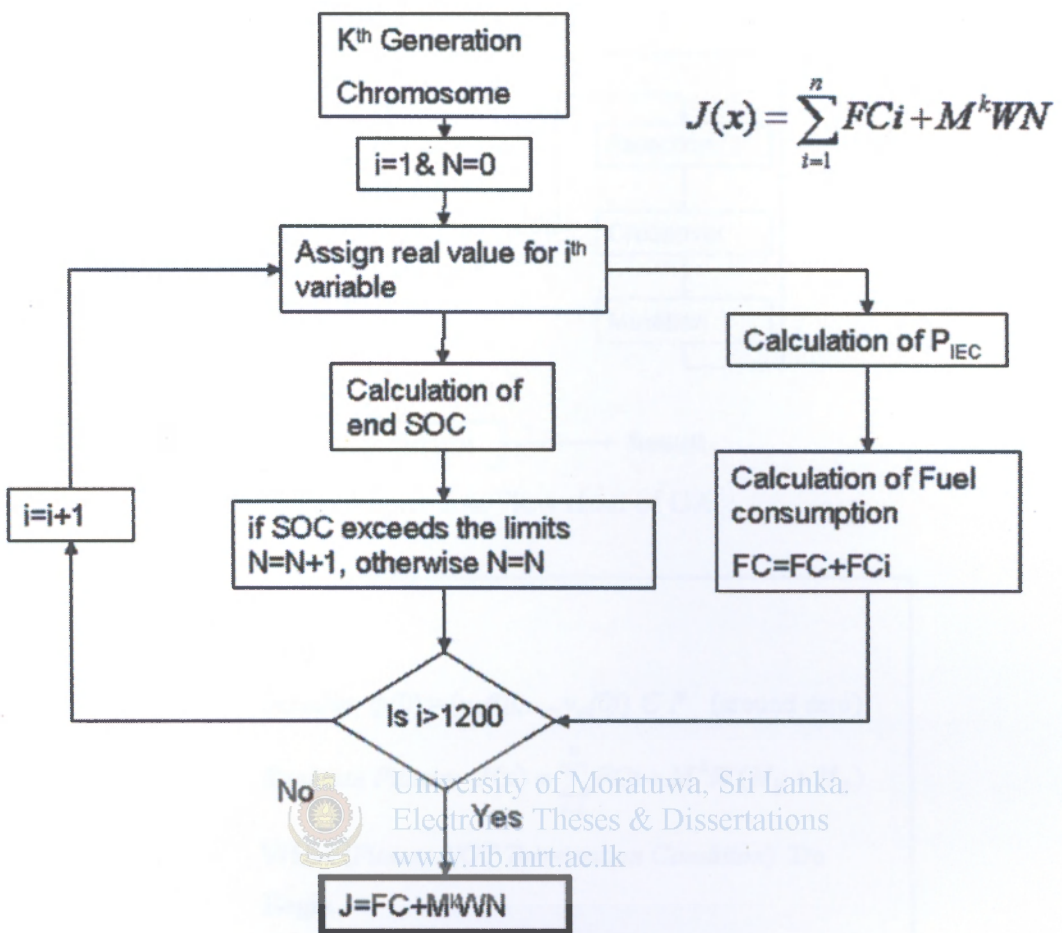 Kᵗʰ Generation
Chromosome
J(x) = \sum_{i=1}^{n} FCi + M^k WN
i=1& N=0
Assign real value for iᵗʰ
variable
Calculation of P_IEC
Calculation of
end SOC
Calculation of Fuel
consumption
FC=FC+FCi
i=i+1
if SOC exceeds the limits
N=N+1, otherwise N=N
Is i>1200
No
Yes
University of Moratuwa, Sri Lanka.
Electronic Theses & Dissertations
www.lib.mrt.ac.lk
J=FC+MᵏWN